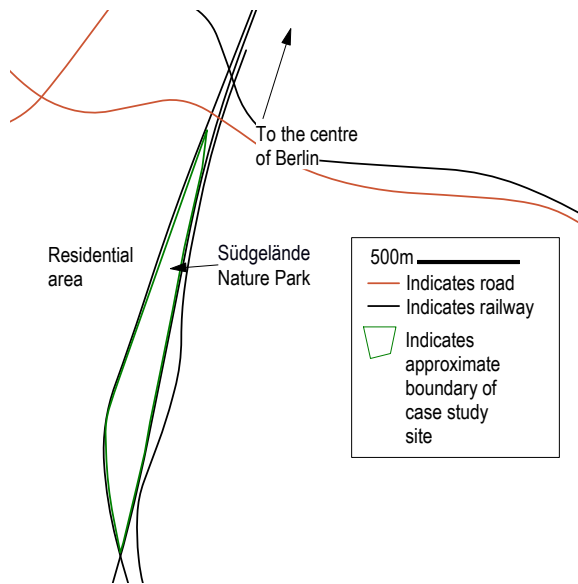 To the centre
of Berlin
Residential
area
Südgelände
Nature Park
500m
Indicates road
Indicates railway
Indicates
approximate
boundary of
case study
site